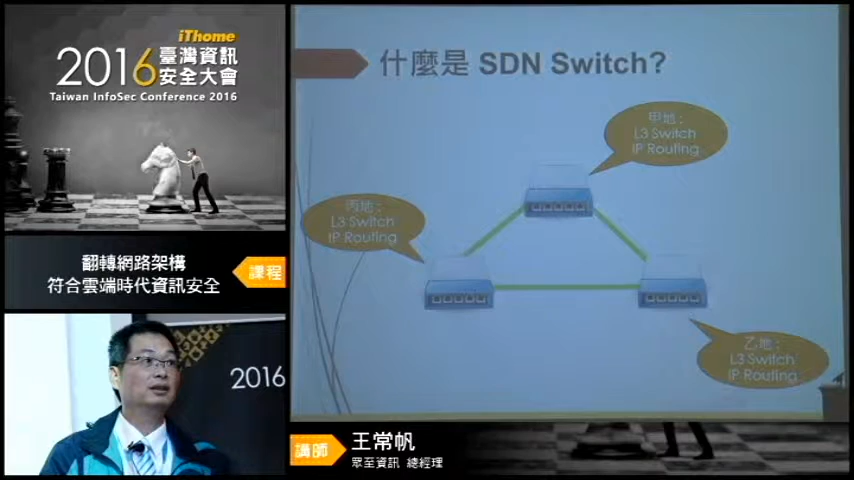 iThome
2016 臺灣資訊
安全大會
Taiwan InfoSec Conference 2016
翻轉網路架構
符合雲端時代資訊安全
課程
2016
什麼是 SDN Switch?
甲地 :
L3 Switch
IP Routing
丙地 :
L3 Switch
IP Routing
乙地 :
L3 Switch
IP Routing
講師
王常帆
眾至資訊 總經理